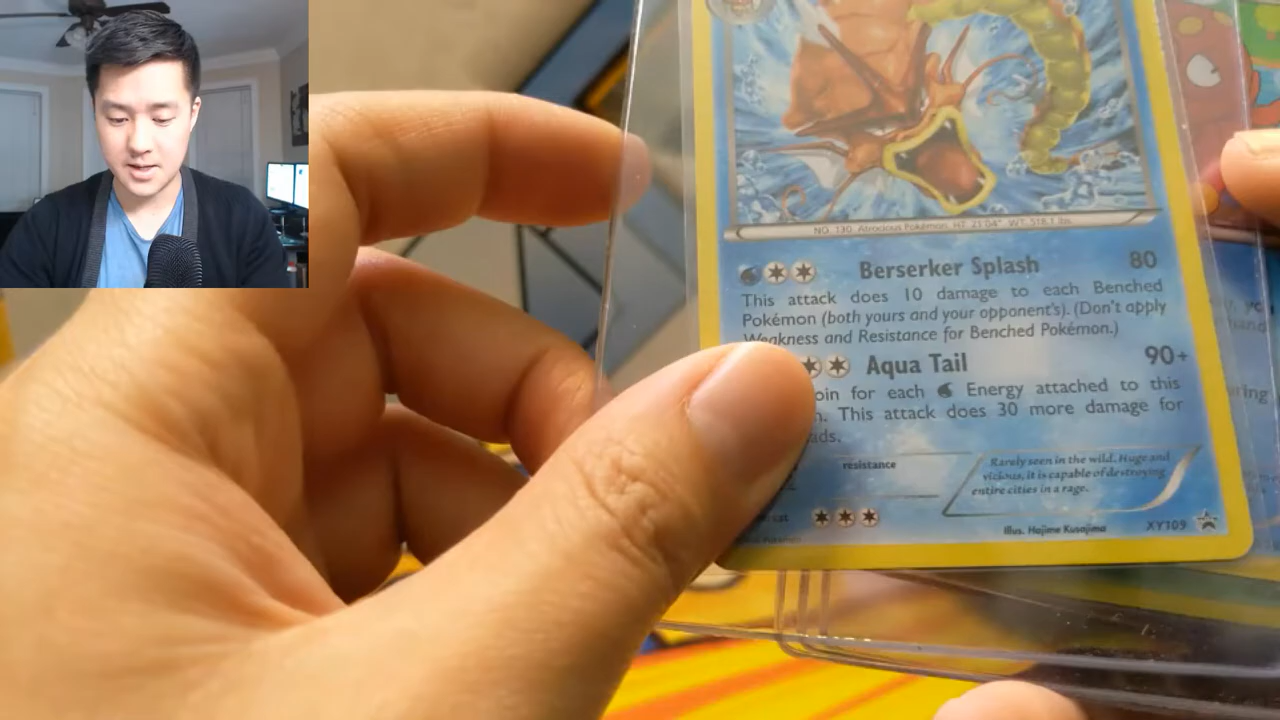 NO. 130 Atrocious Pokémon HT: 21'04" WT: 518.1 lbs.
Berserker Splash 80
This attack does 10 damage to each Benched
Pokémon (both yours and your opponent's). (Don't apply
Weakness and Resistance for Benched Pokémon.)
Aqua Tail 90+
oin for each Energy attached to this
. This attack does 30 more damage for
ads.
resistance
Rarely seen in the wild. Huge and
vicious, it is capable of destroying
entire cities in a rage.
Illus. Hajime Kusajima XY109